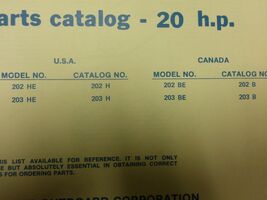 arts catalog - 20 h.p.
U.S.A. CANADA
MODEL NO. CATALOG NO. MODEL NO. CATALOG N
202 HE 202 H 202 BE 202 B
203 HE 203 H 203 BE 203 B
IS LIST AVAILABLE FOR REFERENCE. IT IS NOT ONLY
E BUT ABSOLUTELY ESSENTIAL IN OBTAINING CORRECT
S FOR ORDERING PARTS.
CORPORATION